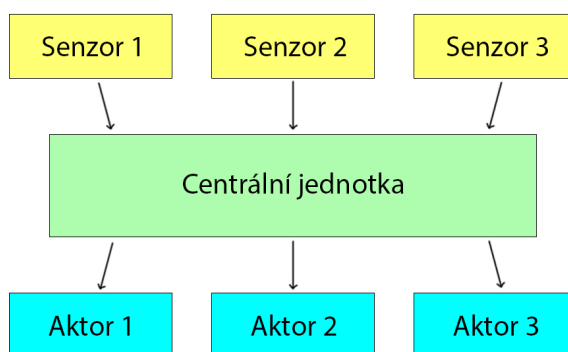 Senzor 1 Senzor 2 Senzor 3
Centrální jednotka
Aktor 1 Aktor 2 Aktor 3